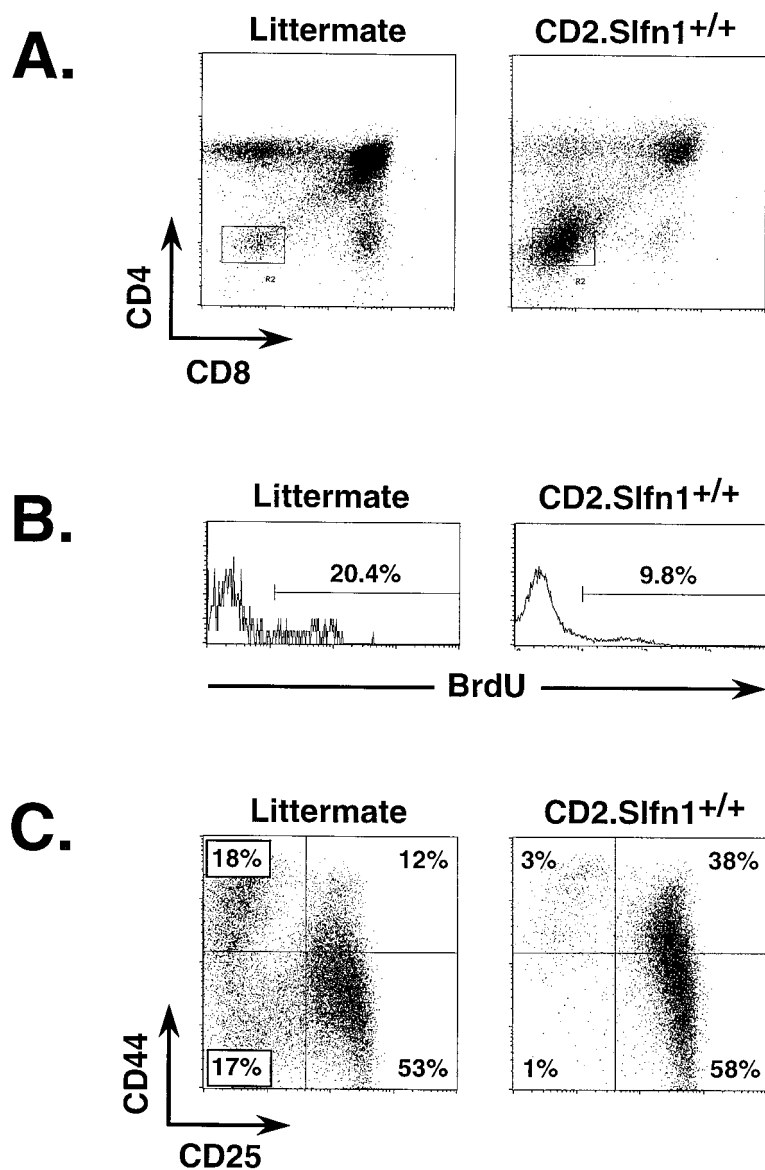 A.
Littermate
CD2.Slfn1+/+
R2
R2
CD4
CD8
B.
Littermate
CD2.Slfn1+/+
20.4%
9.8%
BrdU
C.
Littermate
CD2.Slfn1+/+
18%
12%
3%
38%
17%
53%
1%
58%
CD44
CD25